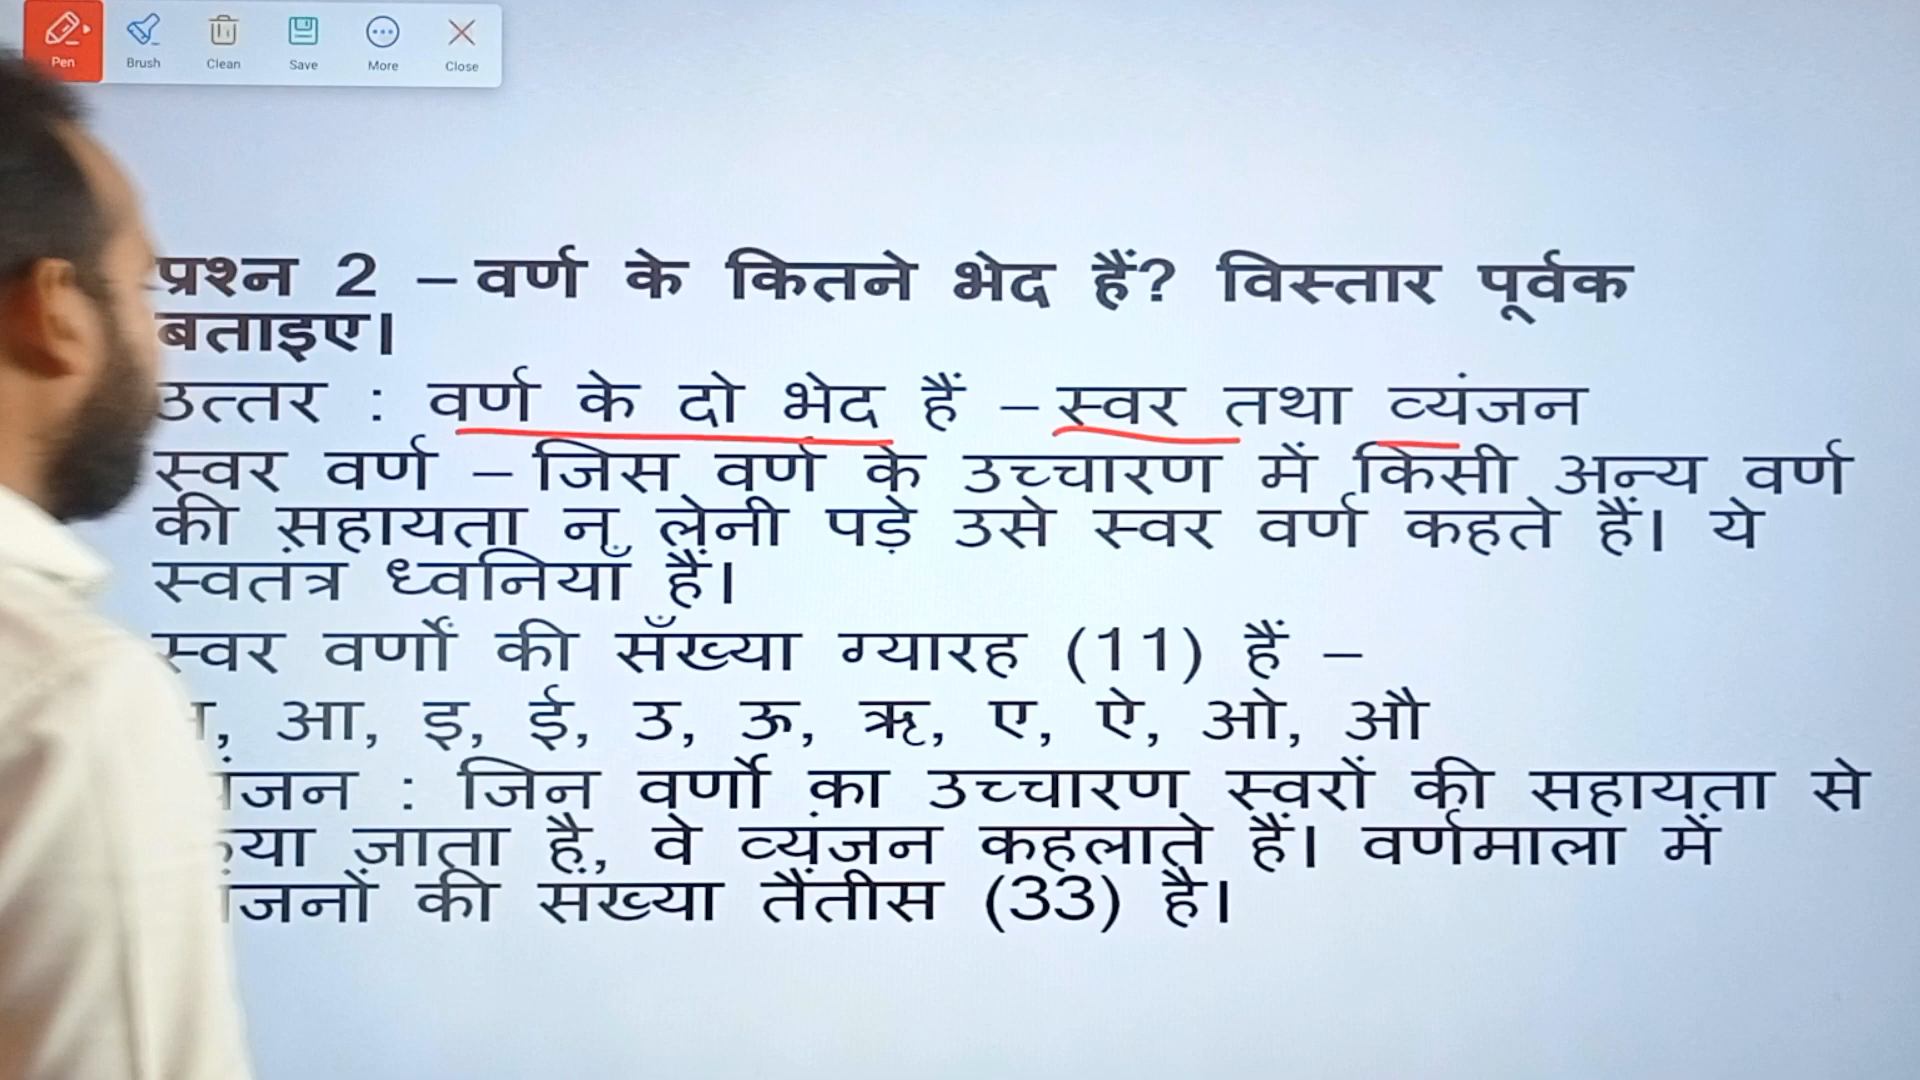 Pen Brush Clean Save More Close
प्रश्न 2 – वर्ण के कितने भेद हैं? विस्तार पूर्वक
बताइए।
उत्तर : वर्ण के दो भेद हैं – स्वर तथा व्यंजन
स्वर वर्ण – जिस वर्ण के उच्चारण में किसी अन्य वर्ण
की सहायता न लेनी पड़े उसे स्वर वर्ण कहते हैं। ये
स्वतंत्र ध्वनियाँ हैं।
स्वर वर्णों की सँख्या ग्यारह (11) हैं –
आ, इ, ई, उ, ऊ, ऋ, ए, ऐ, ओ, औ
: जिन वर्णो का उच्चारण स्वरों की सहायता से
जाता है, वे व्यंजन कहलाते हैं। वर्णमाला में
की संख्या तैंतीस (33) है।